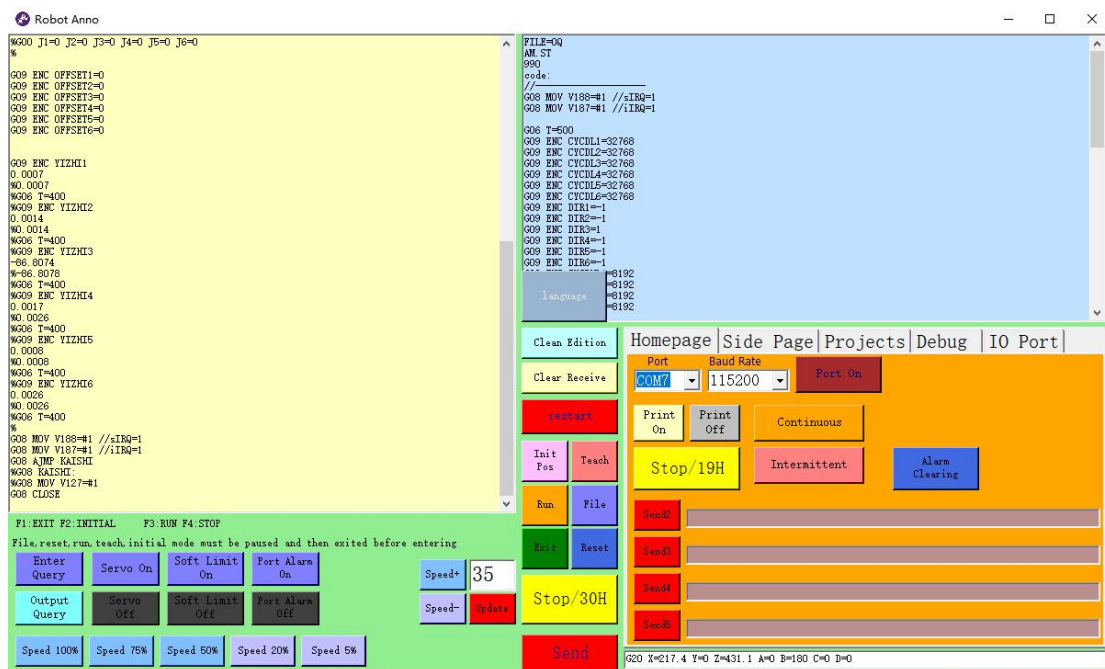 Robot Anno
%G00 J1=0 J2=0 J3=0 J4=0 J5=0 J6=0
%
G09 ENC OFFSET1=0
G09 ENC OFFSET2=0
G09 ENC OFFSET3=0
G09 ENC OFFSET4=0
G09 ENC OFFSET5=0
G09 ENC OFFSET6=0
G09 ENC YIZHI1
0.0007
%0.0007
%G06 T=400
%G09 ENC YIZHI2
0.0014
%0.0014
%G06 T=400
%G09 ENC YIZHI3
-86.8074
%-86.8078
%G06 T=400
%G09 ENC YIZHI4
0.0017
%0.0026
%G06 T=400
%G09 ENC YIZHI5
0.0008
%0.0008
%G06 T=400
%G09 ENC YIZHI6
0.0026
%0.0026
%G06 T=400
%
G08 MOV V188=#1 //sIRQ=1
G08 MOV V187=#1 //iIRQ=1
G08 AJMP KAISHI
%G08 KAISHI:
%G08 MOV V127=#1
G08 CLOSE
FILE=0Q
AM.ST
990
code:
//
G08 MOV V188=#1 //sIRQ=1
G08 MOV V187=#1 //iIRQ=1
G06 T=500
G09 ENC CYCDL1=32768
G09 ENC CYCDL2=32768
G09 ENC CYCDL3=32768
G09 ENC CYCDL4=32768
G09 ENC CYCDL5=32768
G09 ENC CYCDL6=32768
G09 ENC DIR1=-1
G09 ENC DIR2=-1
G09 ENC DIR3=1
G09 ENC DIR4=-1
G09 ENC DIR5=-1
G09 ENC DIR6=-1
=8192
=8192
=8192
=8192
language
Clean Edition
Clear Receive
restart
Init Pos
Teach
Run
File
Exit
Reset
Stop/30H
Send
Homepage
Side Page
Projects
Debug
IO Port
Port
Baud Rate
COM7
115200
Port On
Print On
Print Off
Continuous
Stop/19H
Intermittent
Alarm Clearing
Send2
Send3
Send4
Send5
G20 X=217.4 Y=0 Z=431.1 A=0 B=180 C=0 D=0
F1:EXIT F2:INITIAL F3:RUN F4:STOP
File,reset,run,teach,initial mode must be paused and then exited before entering
Enter Query
Servo On
Soft Limit On
Port Alarm On
Speed+
35
Output Query
Servo Off
Soft Limit Off
Port Alarm Off
Speed-
Update
Speed 100%
Speed 75%
Speed 50%
Speed 20%
Speed 5%